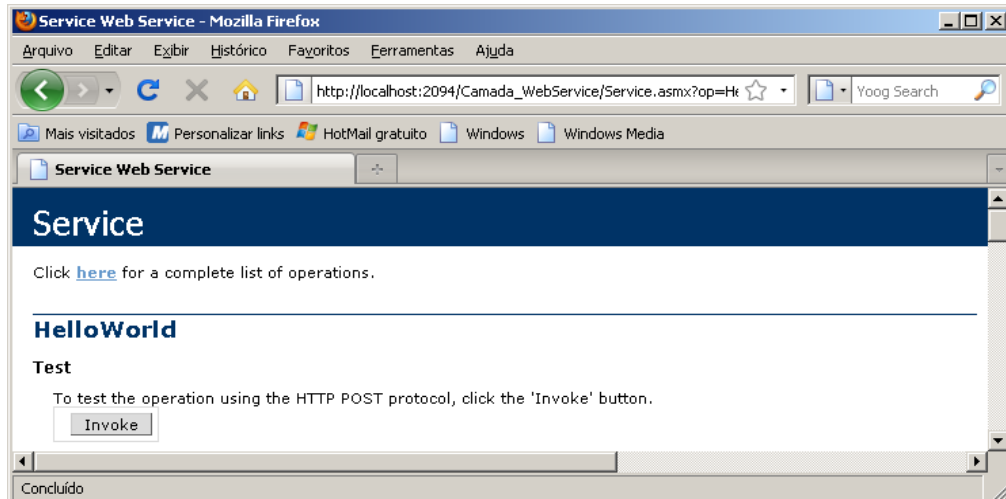 Service Web Service - Mozilla Firefox
Arquivo Editar Exibir Histórico Favoritos Ferramentas Ajuda
http://localhost:2094/Camada_WebService/Service.asmx?op=He Yoog Search
Mais visitados Personalizar links HotMail gratuito Windows Windows Media
Service Web Service
Service
Click here for a complete list of operations.
HelloWorld
Test
To test the operation using the HTTP POST protocol, click the 'Invoke' button.
Invoke
Concluído